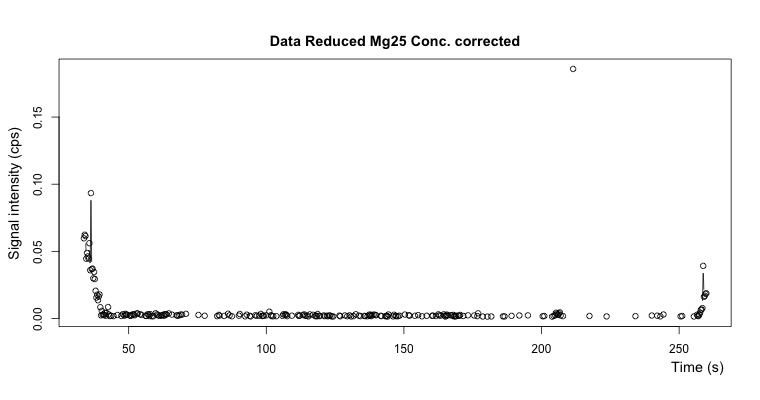 Data Reduced Mg25 Conc. corrected
Signal intensity (cps)
0.15
0.10
0.05
0.00
50 100 150 200 250
Time (s)